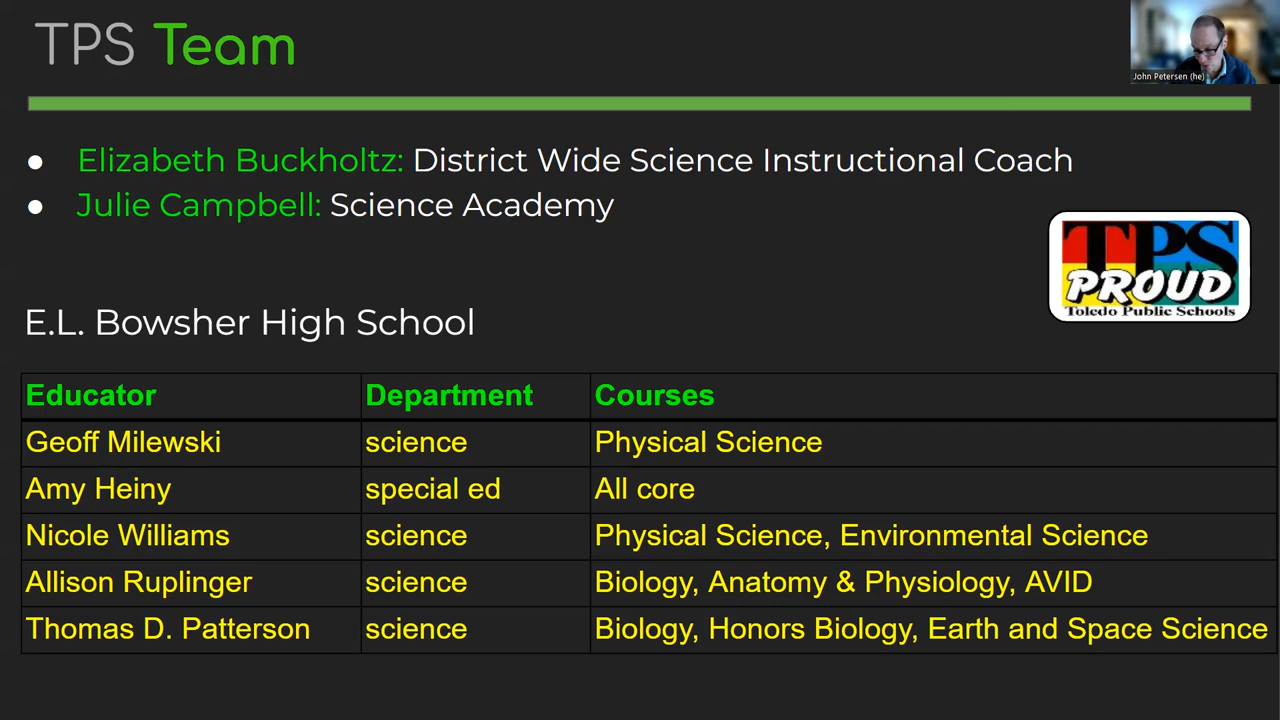 TPS Team
John Petersen (he)
● Elizabeth Buckholtz: District Wide Science Instructional Coach
● Julie Campbell: Science Academy
TPS
PROUD
Toledo Public Schools
E.L. Bowsher High School
Educator Department Courses
Geoff Milewski science Physical Science
Amy Heiny special ed All core
Nicole Williams science Physical Science, Environmental Science
Allison Ruplinger science Biology, Anatomy & Physiology, AVID
Thomas D. Patterson science Biology, Honors Biology, Earth and Space Science